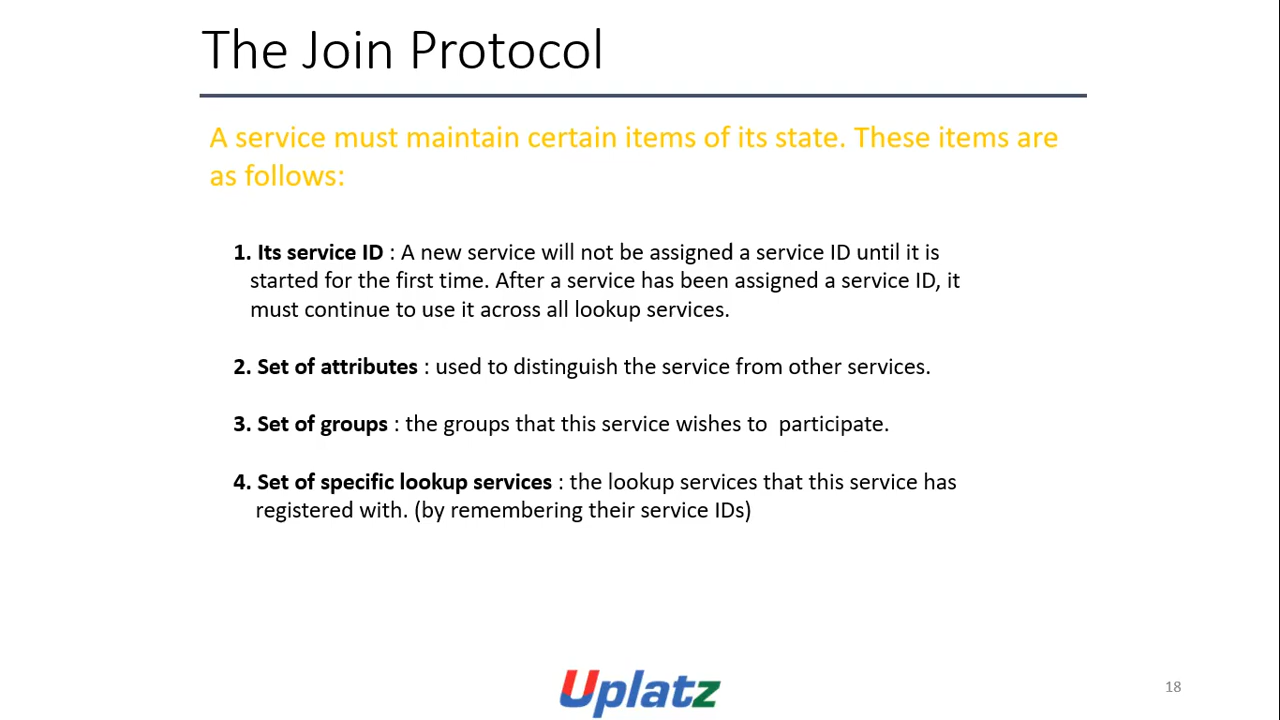 The Join Protocol
A service must maintain certain items of its state. These items are
as follows:
1. Its service ID : A new service will not be assigned a service ID until it is
started for the first time. After a service has been assigned a service ID, it
must continue to use it across all lookup services.
2. Set of attributes : used to distinguish the service from other services.
3. Set of groups : the groups that this service wishes to  participate.
4. Set of specific lookup services : the lookup services that this service has
registered with. (by remembering their service IDs)
Uplatz
18